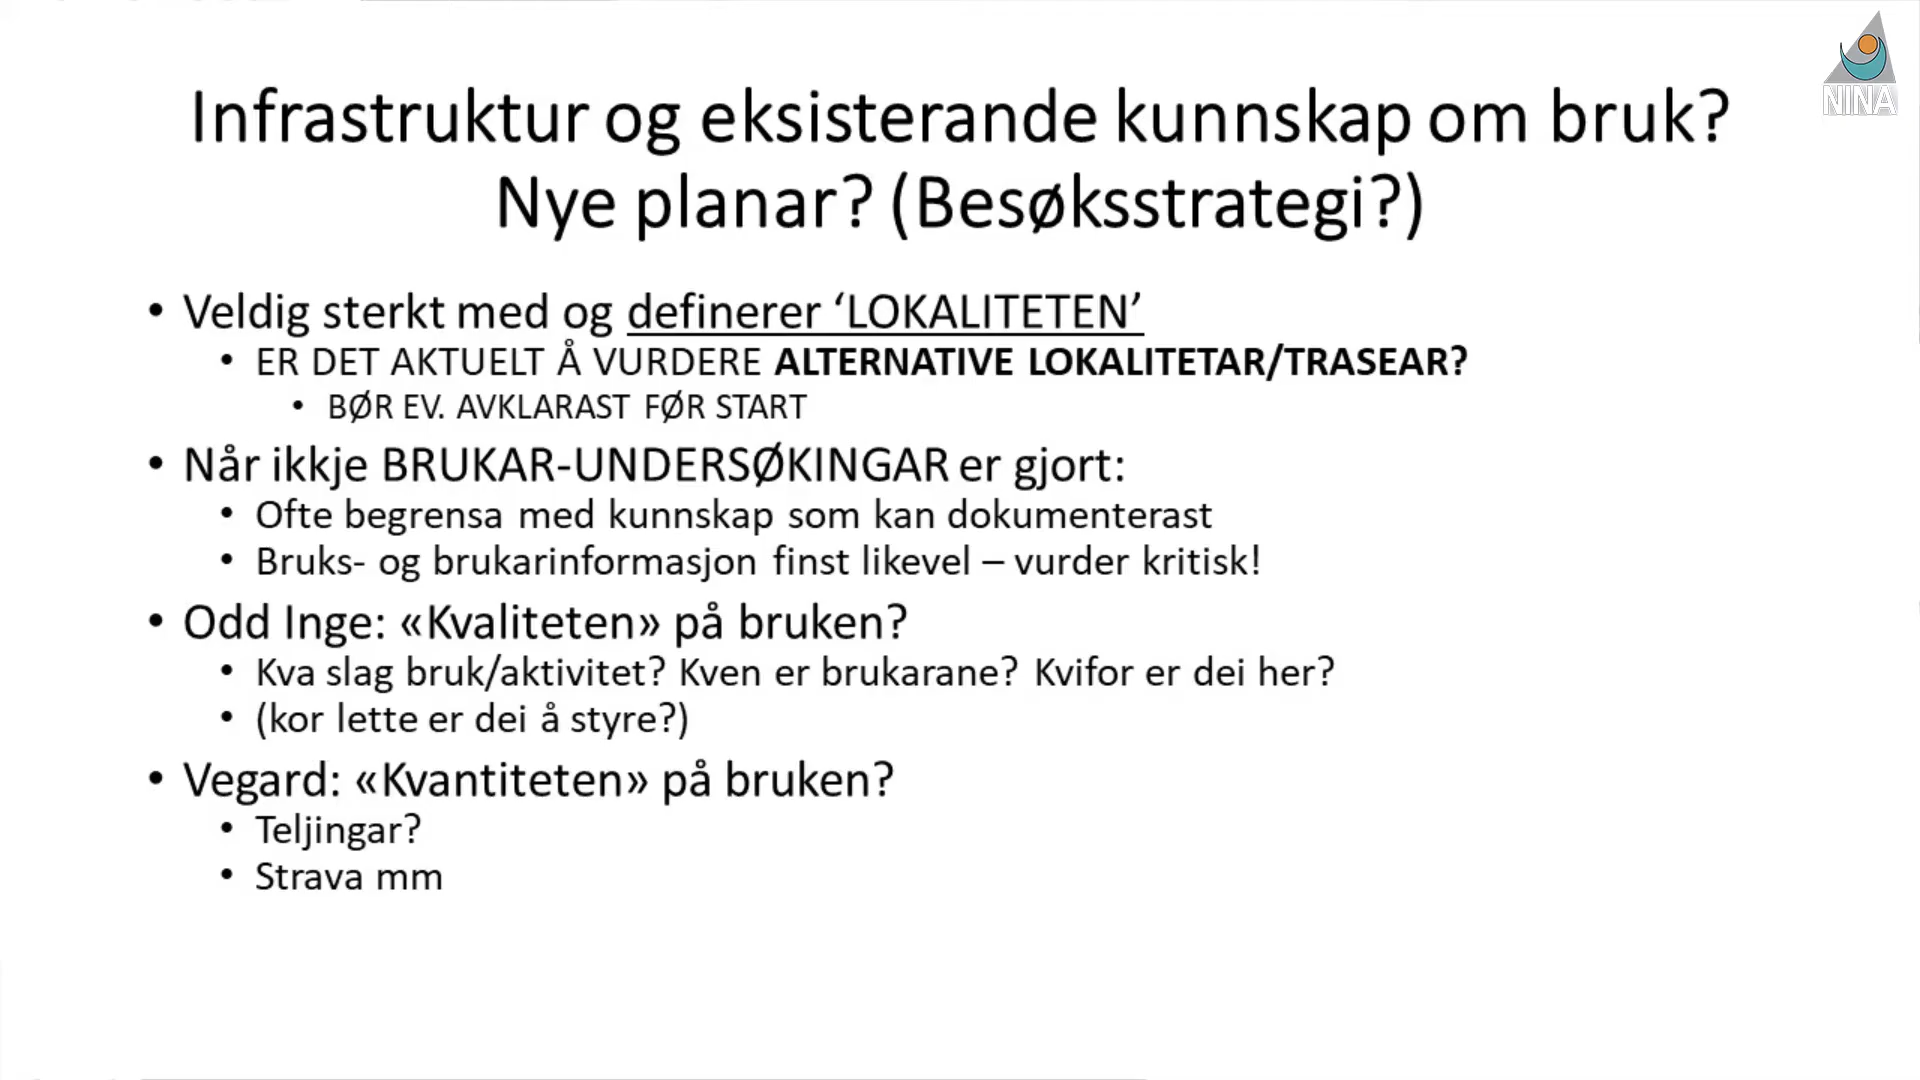 NINA
Infrastruktur og eksisterande kunnskap om bruk?
Nye planar? (Besøksstrategi?)
• Veldig sterkt med og definerer ‘LOKALITETEN’
• ER DET AKTUELT Å VURDERE ALTERNATIVE LOKALITETAR/TRASEAR?
• BØR EV. AVKLARAST FØR START
• Når ikkje BRUKAR-UNDERSØKINGAR er gjort:
• Ofte begrensa med kunnskap som kan dokumenterast
• Bruks- og brukarinformasjon finst likevel – vurder kritisk!
• Odd Inge: «Kvaliteten» på bruken?
• Kva slag bruk/aktivitet? Kven er brukarane? Kvifor er dei her?
• (kor lette er dei å styre?)
• Vegard: «Kvantiteten» på bruken?
• Teljingar?
• Strava mm